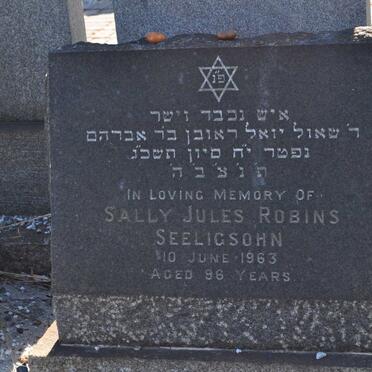 פ״נ
איש נכבד וישר
ר׳ שאול יואל ראובן ב״ר אברהם
נפטר י״ח סיון תשכ״ג
ת נ צ ב ה
IN LOVING MEMORY OF
SALLY JULES ROBINS
SEELIGSOHN
10 JUNE 1963
AGED 86 YEARS